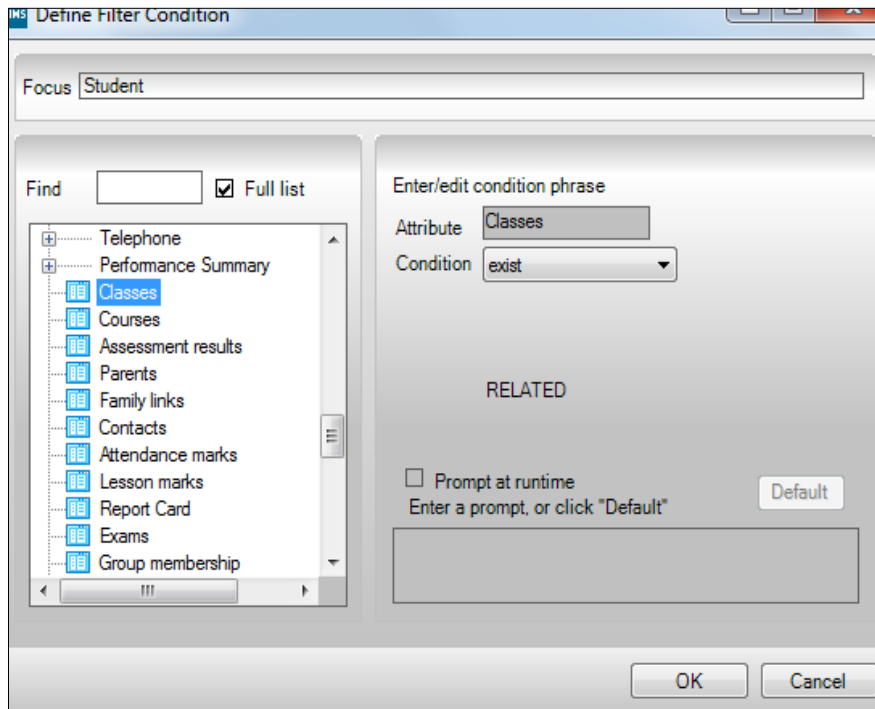 IMS Define Filter Condition
Focus Student
Find Full list
Telephone
Performance Summary
Classes
Courses
Assessment results
Parents
Family links
Contacts
Attendance marks
Lesson marks
Report Card
Exams
Group membership
Enter/edit condition phrase
Attribute Classes
Condition exist
RELATED
Prompt at runtime
Enter a prompt, or click "Default"
Default
OK Cancel